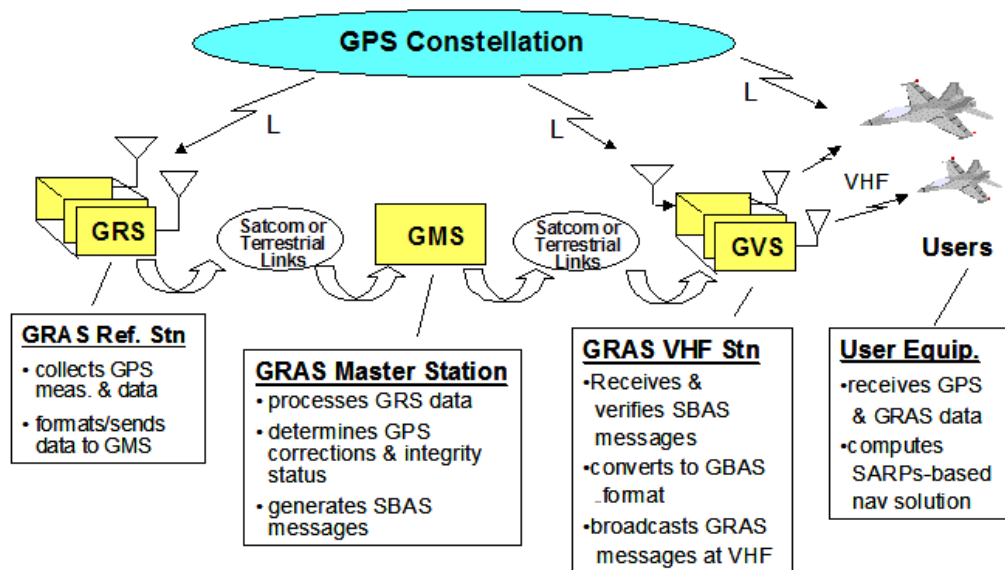 GPS Constellation
L
L
L
VHF
GRS
Satcom or
Terrestrial
Links
GMS
Satcom or
Terrestrial
Links
GVS
Users
GRAS Ref. Stn
• collects GPS
meas. & data
• formats/sends
data to GMS
GRAS Master Station
• processes GRS data
• determines GPS
corrections & integrity
status
• generates SBAS
messages
GRAS VHF Stn
•Receives &
verifies SBAS
messages
•converts to GBAS
format
•broadcasts GRAS
messages at VHF
User Equip.
•receives GPS
& GRAS data
•computes
SARPs-based
nav solution